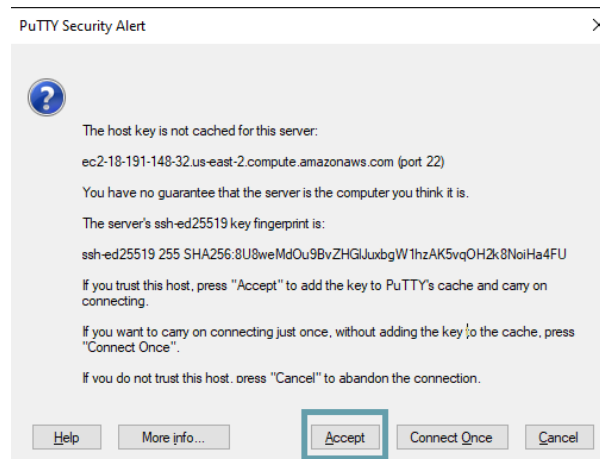 PuTTY Security Alert
The host key is not cached for this server:
ec2-18-191-148-32.us-east-2.compute.amazonaws.com (port 22)
You have no guarantee that the server is the computer you think it is.
The server's ssh-ed25519 key fingerprint is:
ssh-ed25519 255 SHA256:8U8weMdOu9BvZHGlJuxbgW1hzAK5vqOH2k8NoiHa4FU
If you trust this host, press "Accept" to add the key to PuTTY's cache and carry on
connecting.
If you want to carry on connecting just once, without adding the key to the cache, press
"Connect Once".
If you do not trust this host, press "Cancel" to abandon the connection.
Help More info... Accept Connect Once Cancel